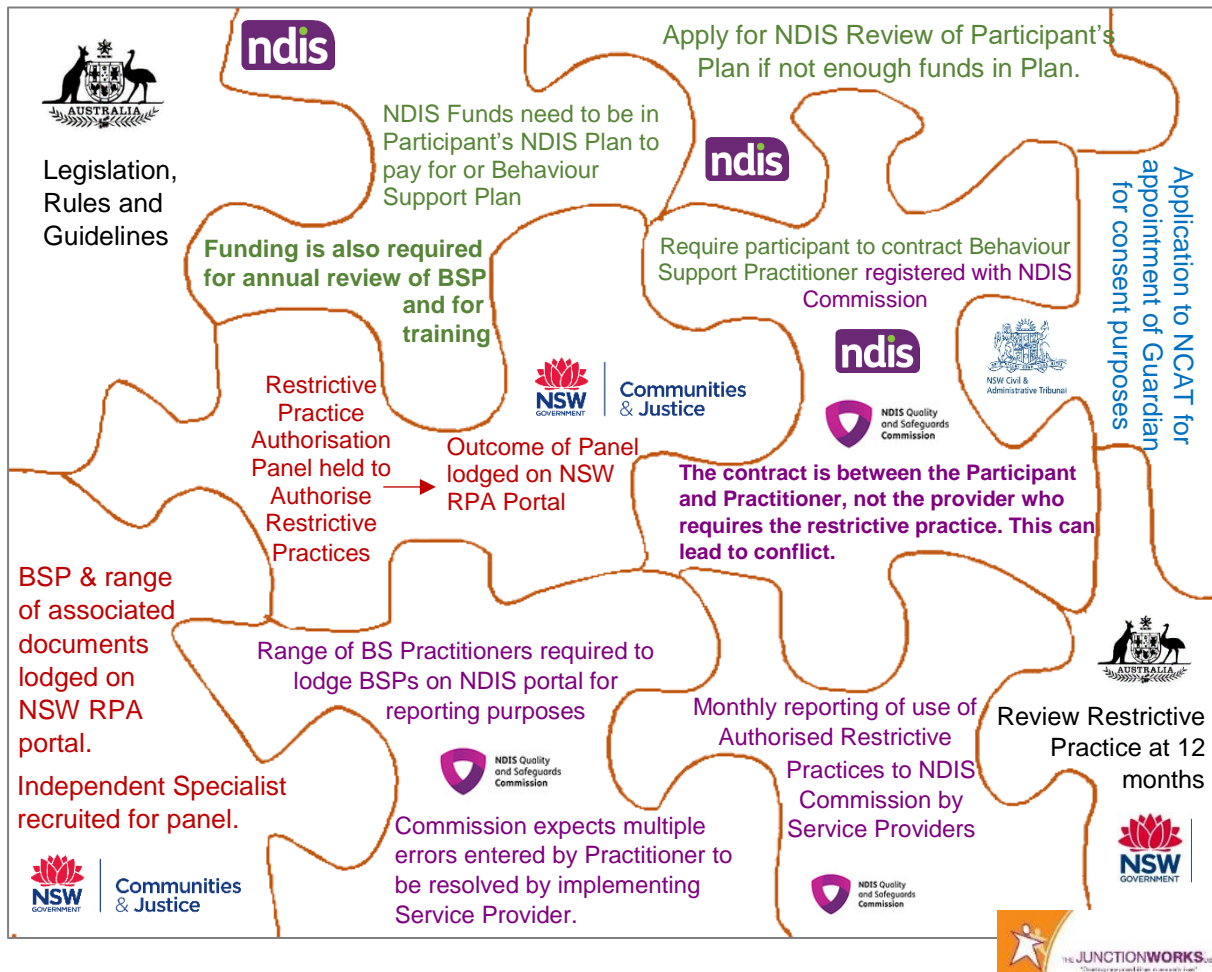 AUSTRALIA
Legislation,
Rules and
Guidelines
ndis
NDIS Funds need to be in
Participant's NDIS Plan to
pay for or Behaviour
Support Plan
Funding is also required
for annual review of BSP
and for
training
Apply for NDIS Review of Participant's
Plan if not enough funds in Plan.
ndis
Require participant to contract Behaviour
Support Practitioner registered with NDIS
Commission
ndis
NDIS Quality
and Safeguards
Commission
The contract is between the Participant
and Practitioner, not the provider who
requires the restrictive practice. This can
lead to conflict.
Application to NCAT for
appointment of Guardian
for consent purposes
NSW Civil &
Administrative Tribunal
Restrictive
Practice
Authorisation
Panel held to
Authorise
Restrictive
Practices
NSW
GOVERNMENT
Communities
& Justice
Outcome of Panel
lodged on NSW
RPA Portal
BSP & range
of associated
documents
lodged on
NSW RPA
portal.
Independent Specialist
recruited for panel.
NSW
GOVERNMENT
Communities
& Justice
Range of BS Practitioners required to
lodge BSPs on NDIS portal for
reporting purposes
NDIS Quality
and Safeguards
Commission
Commission expects multiple
errors entered by Practitioner to
be resolved by implementing
Service Provider.
Monthly reporting of use of
Authorised Restrictive
Practices to NDIS
Commission by
Service Providers
NDIS Quality
and Safeguards
Commission
AUSTRALIA
Review Restrictive
Practice at 12
months
NSW
GOVERNMENT
THE JUNCTIONWORKS